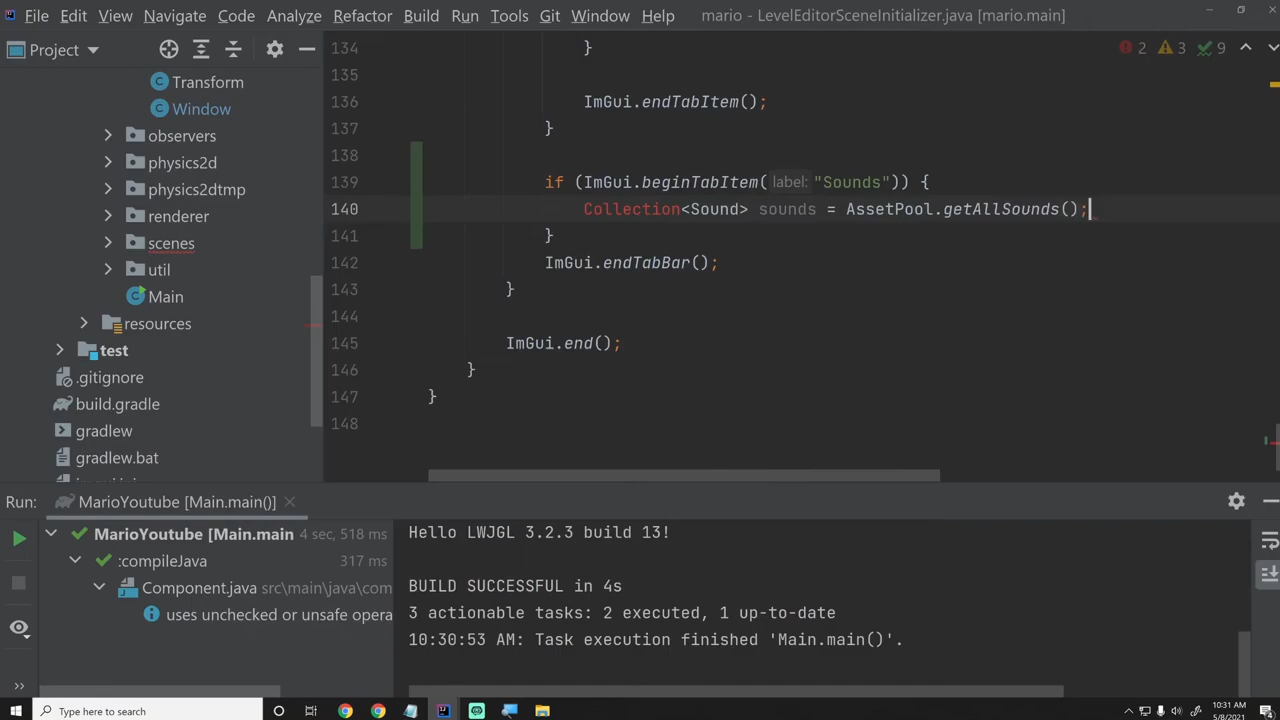 File Edit View Navigate Code Analyze Refactor Build Run Tools Git Window Help mario – LevelEditorSceneInitializer.java [mario.main]
Project
Transform
Window
observers
physics2d
physics2dtmp
renderer
scenes
util
Main
resources
test
.gitignore
build.gradle
gradlew
gradlew.bat
2 3 9
134 }
135
136 ImGui.endTabItem();
137 }
138
139 if (ImGui.beginTabItem( label: "Sounds")) {
140 Collection<Sound> sounds = AssetPool.getAllSounds();
141 }
142 ImGui.endTabBar();
143 }
144
145 ImGui.end();
146 }
147 }
148
Run: MarioYoutube [Main.main()]
MarioYoutube [Main.main 4 sec, 518 ms
:compileJava 317 ms
Component.java src\main\java\com
uses unchecked or unsafe opera
Hello LWJGL 3.2.3 build 13!
BUILD SUCCESSFUL in 4s
3 actionable tasks: 2 executed, 1 up-to-date
10:30:53 AM: Task execution finished 'Main.main()'.
Type here to search
10:31 AM
5/8/2021